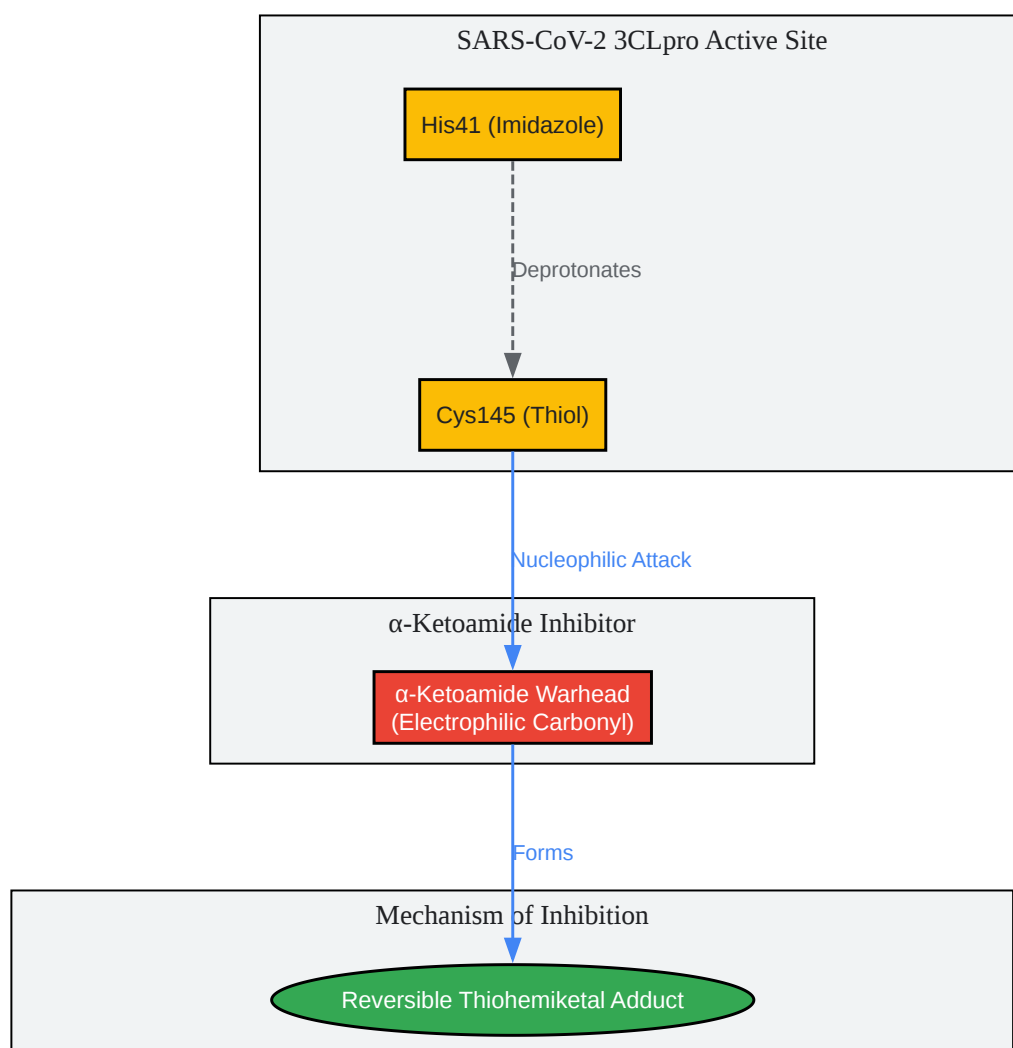 SARS-CoV-2 3CLpro Active Site
His41 (Imidazole)
Deprotonates
Cys145 (Thiol)
Nucleophilic Attack
α-Ketoamide Inhibitor
α-Ketoamide Warhead
(Electrophilic Carbonyl)
Forms
Mechanism of Inhibition
Reversible Thiohemiketal Adduct